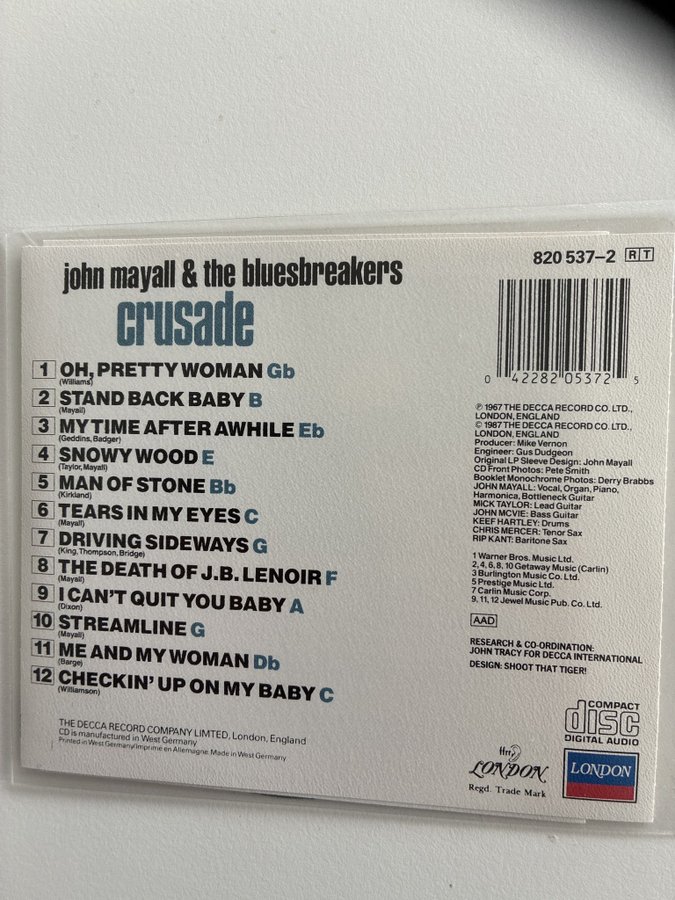 john mayall & the bluesbreakers
crusade
1 OH, PRETTY WOMAN Gb
(Williams)
2 STAND BACK BABY B
(Mayall)
3 MY TIME AFTER AWHILE Eb
(Geddins, Badger)
4 SNOWY WOOD E
(Taylor, Mayall)
5 MAN OF STONE Bb
(Kirkland)
6 TEARS IN MY EYES C
(Mayall)
7 DRIVING SIDEWAYS G
(King, Thompson, Bridge)
8 THE DEATH OF J.B. LENOIR F
(Mayall)
9 I CAN'T QUIT YOU BABY A
(Dixon)
10 STREAMLINE G
(Mayall)
11 ME AND MY WOMAN Db
(Barge)
12 CHECKIN' UP ON MY BABY C
(Williamson)
THE DECCA RECORD COMPANY LIMTED, London, England
CD is manufactured in West Germany
Printed in West Germany/Imprimé en Allemagne. Made in West Germany
820 537–2 RT
0 42282 05372 5
℗ 1967 THE DECCA RECORD CO. LTD.,
LONDON, ENGLAND
© 1987 THE DECCA RECORD CO. LTD.,
LONDON, ENGLAND
Producer: Mike Vernon
Engineer: Gus Dudgeon
Original LP Sleeve Design: John Mayall
CD Front Photos: Pete Smith
Booklet Monochrome Photos: Derry Brabbs
JOHN MAYALL: Vocal, Organ, Piano,
Harmonica, Bottleneck Guitar
MICK TAYLOR: Lead Guitar
JOHN MCVIE: Bass Guitar
KEEF HARTLEY: Drums
CHRIS MERCER: Tenor Sax
RIP KANT: Baritone Sax
1 Warner Bros. Music Ltd.
2, 4, 6, 8, 10 Getaway Music (Carlin)
3 Burlington Music Co. Ltd.
5 Prestige Music Ltd.
7 Carlin Music Corp.
9, 11, 12 Jewel Music Pub. Co. Ltd.
AAD
RESEARCH & CO-ORDINATION:
JOHN TRACY FOR DECCA INTERNATIONAL
DESIGN: SHOOT THAT TIGER!
COMPACT
disc
DIGITAL AUDIO
ffrr
LONDON
Regd. Trade Mark
LONDON